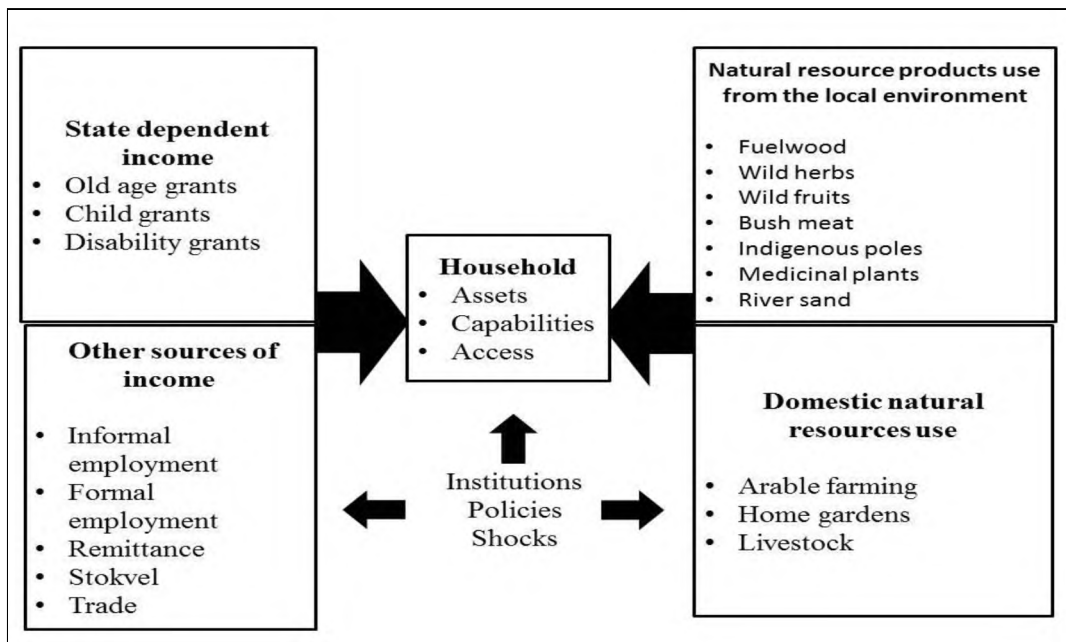 State dependent
income
• Old age grants
• Child grants
• Disability grants
Other sources of
income
• Informal
employment
• Formal
employment
• Remittance
• Stokvel
• Trade
Household
• Assets
• Capabilities
• Access
Institutions
Policies
Shocks
Natural resource products use
from the local environment
• Fuelwood
• Wild herbs
• Wild fruits
• Bush meat
• Indigenous poles
• Medicinal plants
• River sand
Domestic natural
resources use
• Arable farming
• Home gardens
• Livestock